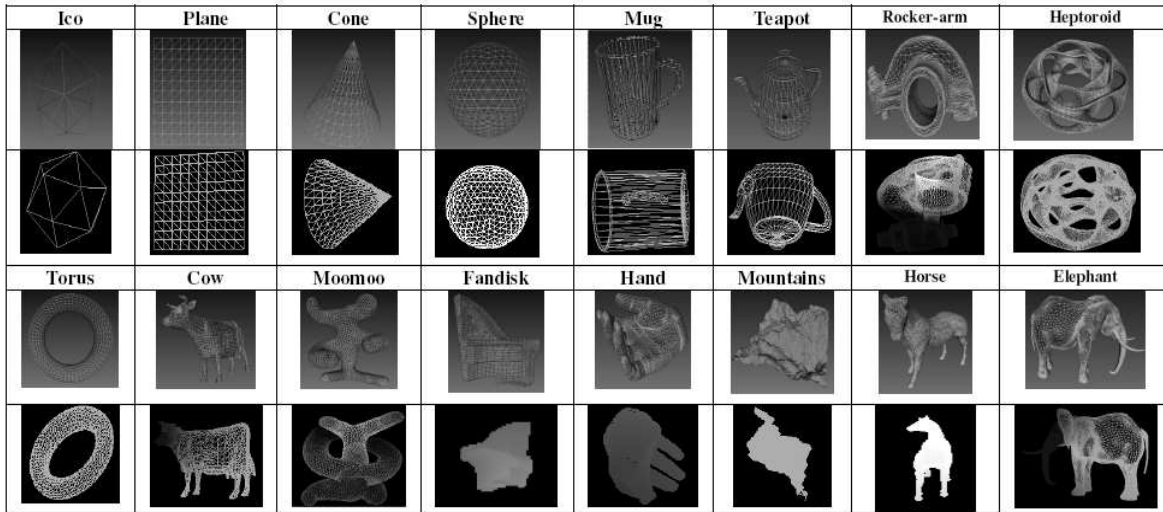 Ico Plane Cone Sphere Mug Teapot Rocker-arm Heptoroid
Torus Cow Moomoo Fandisk Hand Mountains Horse Elephant